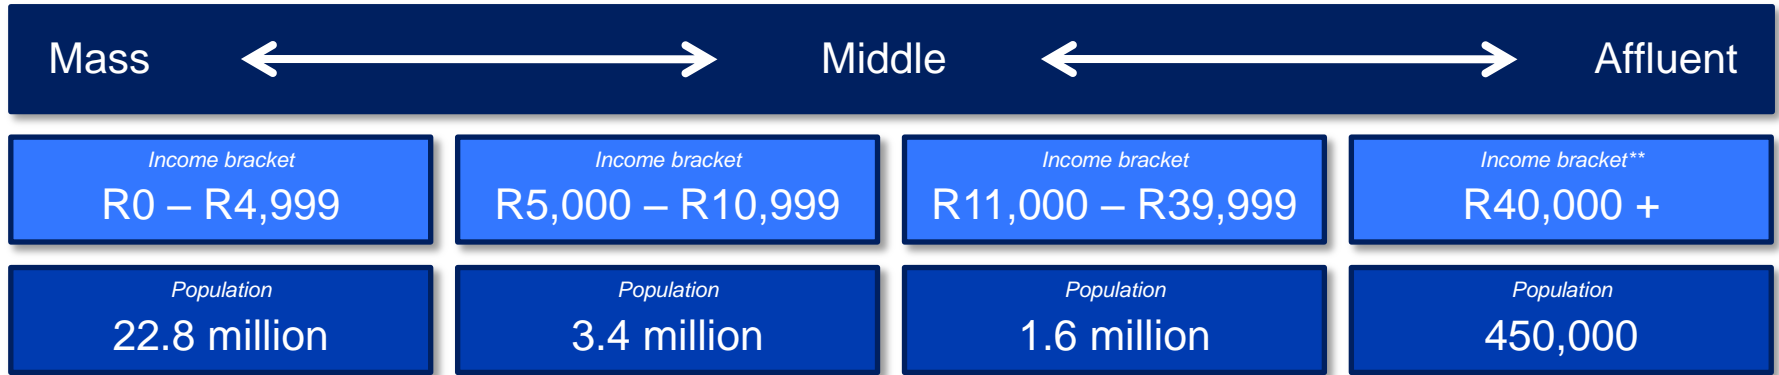 Mass Middle Affluent
Income bracket Income bracket Income bracket Income bracket**
R0 – R4,999 R5,000 – R10,999 R11,000 – R39,999 R40,000 +
Population Population Population Population
22.8 million 3.4 million 1.6 million 450,000